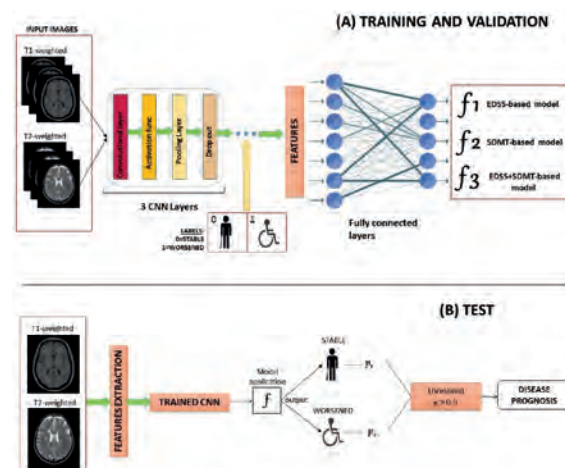 (A) TRAINING AND VALIDATION
INPUT IMAGES
T1-weighted
T2-weighted
Convolutional layer
Activation func
Pooling Layer
Drop out
3 CNN Layers
FEATURES
LABELS:
0=STABLE
1=WORSENED
0
1
Fully connected
layers
f1 EDSS-based model
f2 SDMT-based model
f3 EDSS+SDMT-based
model
(B) TEST
T1-weighted
T2-weighted
FEATURES EXTRACTION
TRAINED CNN
Model
application
f
output:
STABLE
WORSENED
DISEASE
PROGNOSIS